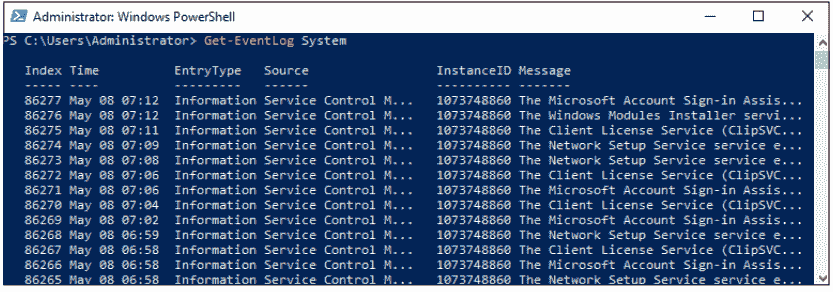 Administrator: Windows PowerShell
PS C:\Users\Administrator> Get-EventLog System
Index Time EntryType Source InstanceID Message
----- ---- --------- ------ ---------- -------
86277 May 08 07:12 Information Service Control M... 1073748860 The Microsoft Account Sign-in Assis...
86276 May 08 07:12 Information Service Control M... 1073748860 The Windows Modules Installer servi...
86275 May 08 07:11 Information Service Control M... 1073748860 The Client License Service (ClipSVC...
86274 May 08 07:09 Information Service Control M... 1073748860 The Network Setup Service service e...
86273 May 08 07:08 Information Service Control M... 1073748860 The Network Setup Service service e...
86272 May 08 07:06 Information Service Control M... 1073748860 The Client License Service (ClipSVC...
86271 May 08 07:06 Information Service Control M... 1073748860 The Microsoft Account Sign-in Assis...
86270 May 08 07:04 Information Service Control M... 1073748860 The Client License Service (ClipSVC...
86269 May 08 07:02 Information Service Control M... 1073748860 The Microsoft Account Sign-in Assis...
86268 May 08 06:59 Information Service Control M... 1073748860 The Network Setup Service service e...
86267 May 08 06:58 Information Service Control M... 1073748860 The Client License Service (ClipSVC...
86266 May 08 06:58 Information Service Control M... 1073748860 The Microsoft Account Sign-in Assis...
86265 May 08 06:58 Information Service Control M... 1073748860 The Network Setup Service service e...